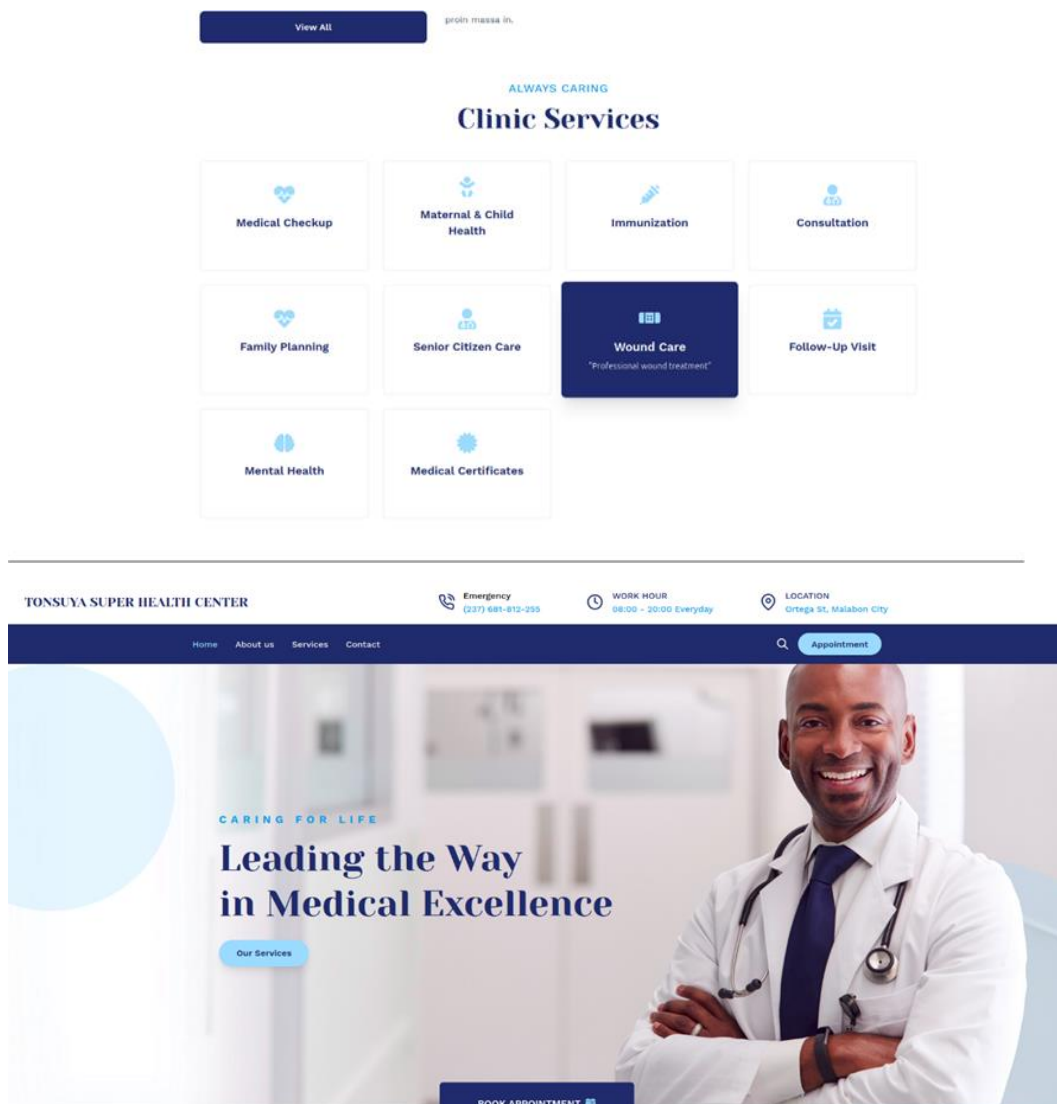 View All
proin massa in.
ALWAYS CARING
Clinic Services
Medical Checkup
Maternal & Child
Health
Immunization
Consultation
Family Planning
Senior Citizen Care
Wound Care
"Professional wound treatment"
Follow-Up Visit
Mental Health
Medical Certificates
TONSUYA SUPER HEALTH CENTER
Emergency
(237) 681-812-255
WORK HOUR
08:00 - 20:00 Everyday
LOCATION
Ortega St, Malabon City
Home About us Services Contact
Appointment
CARING FOR LIFE
Leading the Way
in Medical Excellence
Our Services
BOOK APPOINTMENT